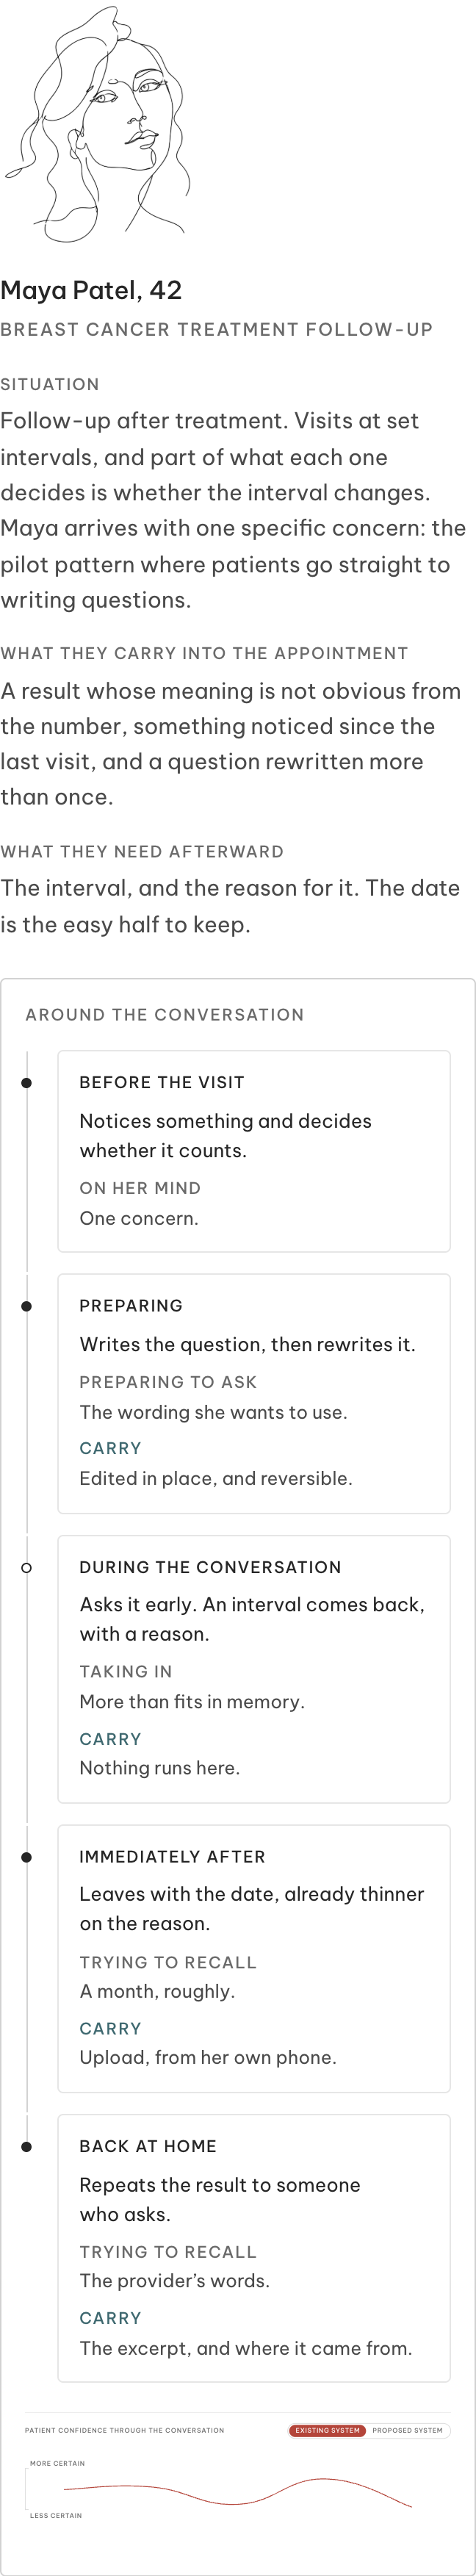 Maya Patel, 42
BREAST CANCER TREATMENT FOLLOW-UP
SITUATION
Follow-up after treatment. Visits at set
intervals, and part of what each one
decides is whether the interval changes.
Maya arrives with one specific concern: the
pilot pattern where patients go straight to
writing questions.
WHAT THEY CARRY INTO THE APPOINTMENT
A result whose meaning is not obvious from
the number, something noticed since the
last visit, and a question rewritten more
than once.
WHAT THEY NEED AFTERWARD
The interval, and the reason for it. The date
is the easy half to keep.
AROUND THE CONVERSATION
BEFORE THE VISIT
Notices something and decides
whether it counts.
ON HER MIND
One concern.
PREPARING
Writes the question, then rewrites it.
PREPARING TO ASK
The wording she wants to use.
CARRY
Edited in place, and reversible.
DURING THE CONVERSATION
Asks it early. An interval comes back,
with a reason.
TAKING IN
More than fits in memory.
CARRY
Nothing runs here.
IMMEDIATELY AFTER
Leaves with the date, already thinner
on the reason.
TRYING TO RECALL
A month, roughly.
CARRY
Upload, from her own phone.
BACK AT HOME
Repeats the result to someone
who asks.
TRYING TO RECALL
The provider’s words.
CARRY
The excerpt, and where it came from.
PATIENT CONFIDENCE THROUGH THE CONVERSATION
EXISTING SYSTEM
PROPOSED SYSTEM
MORE CERTAIN
LESS CERTAIN